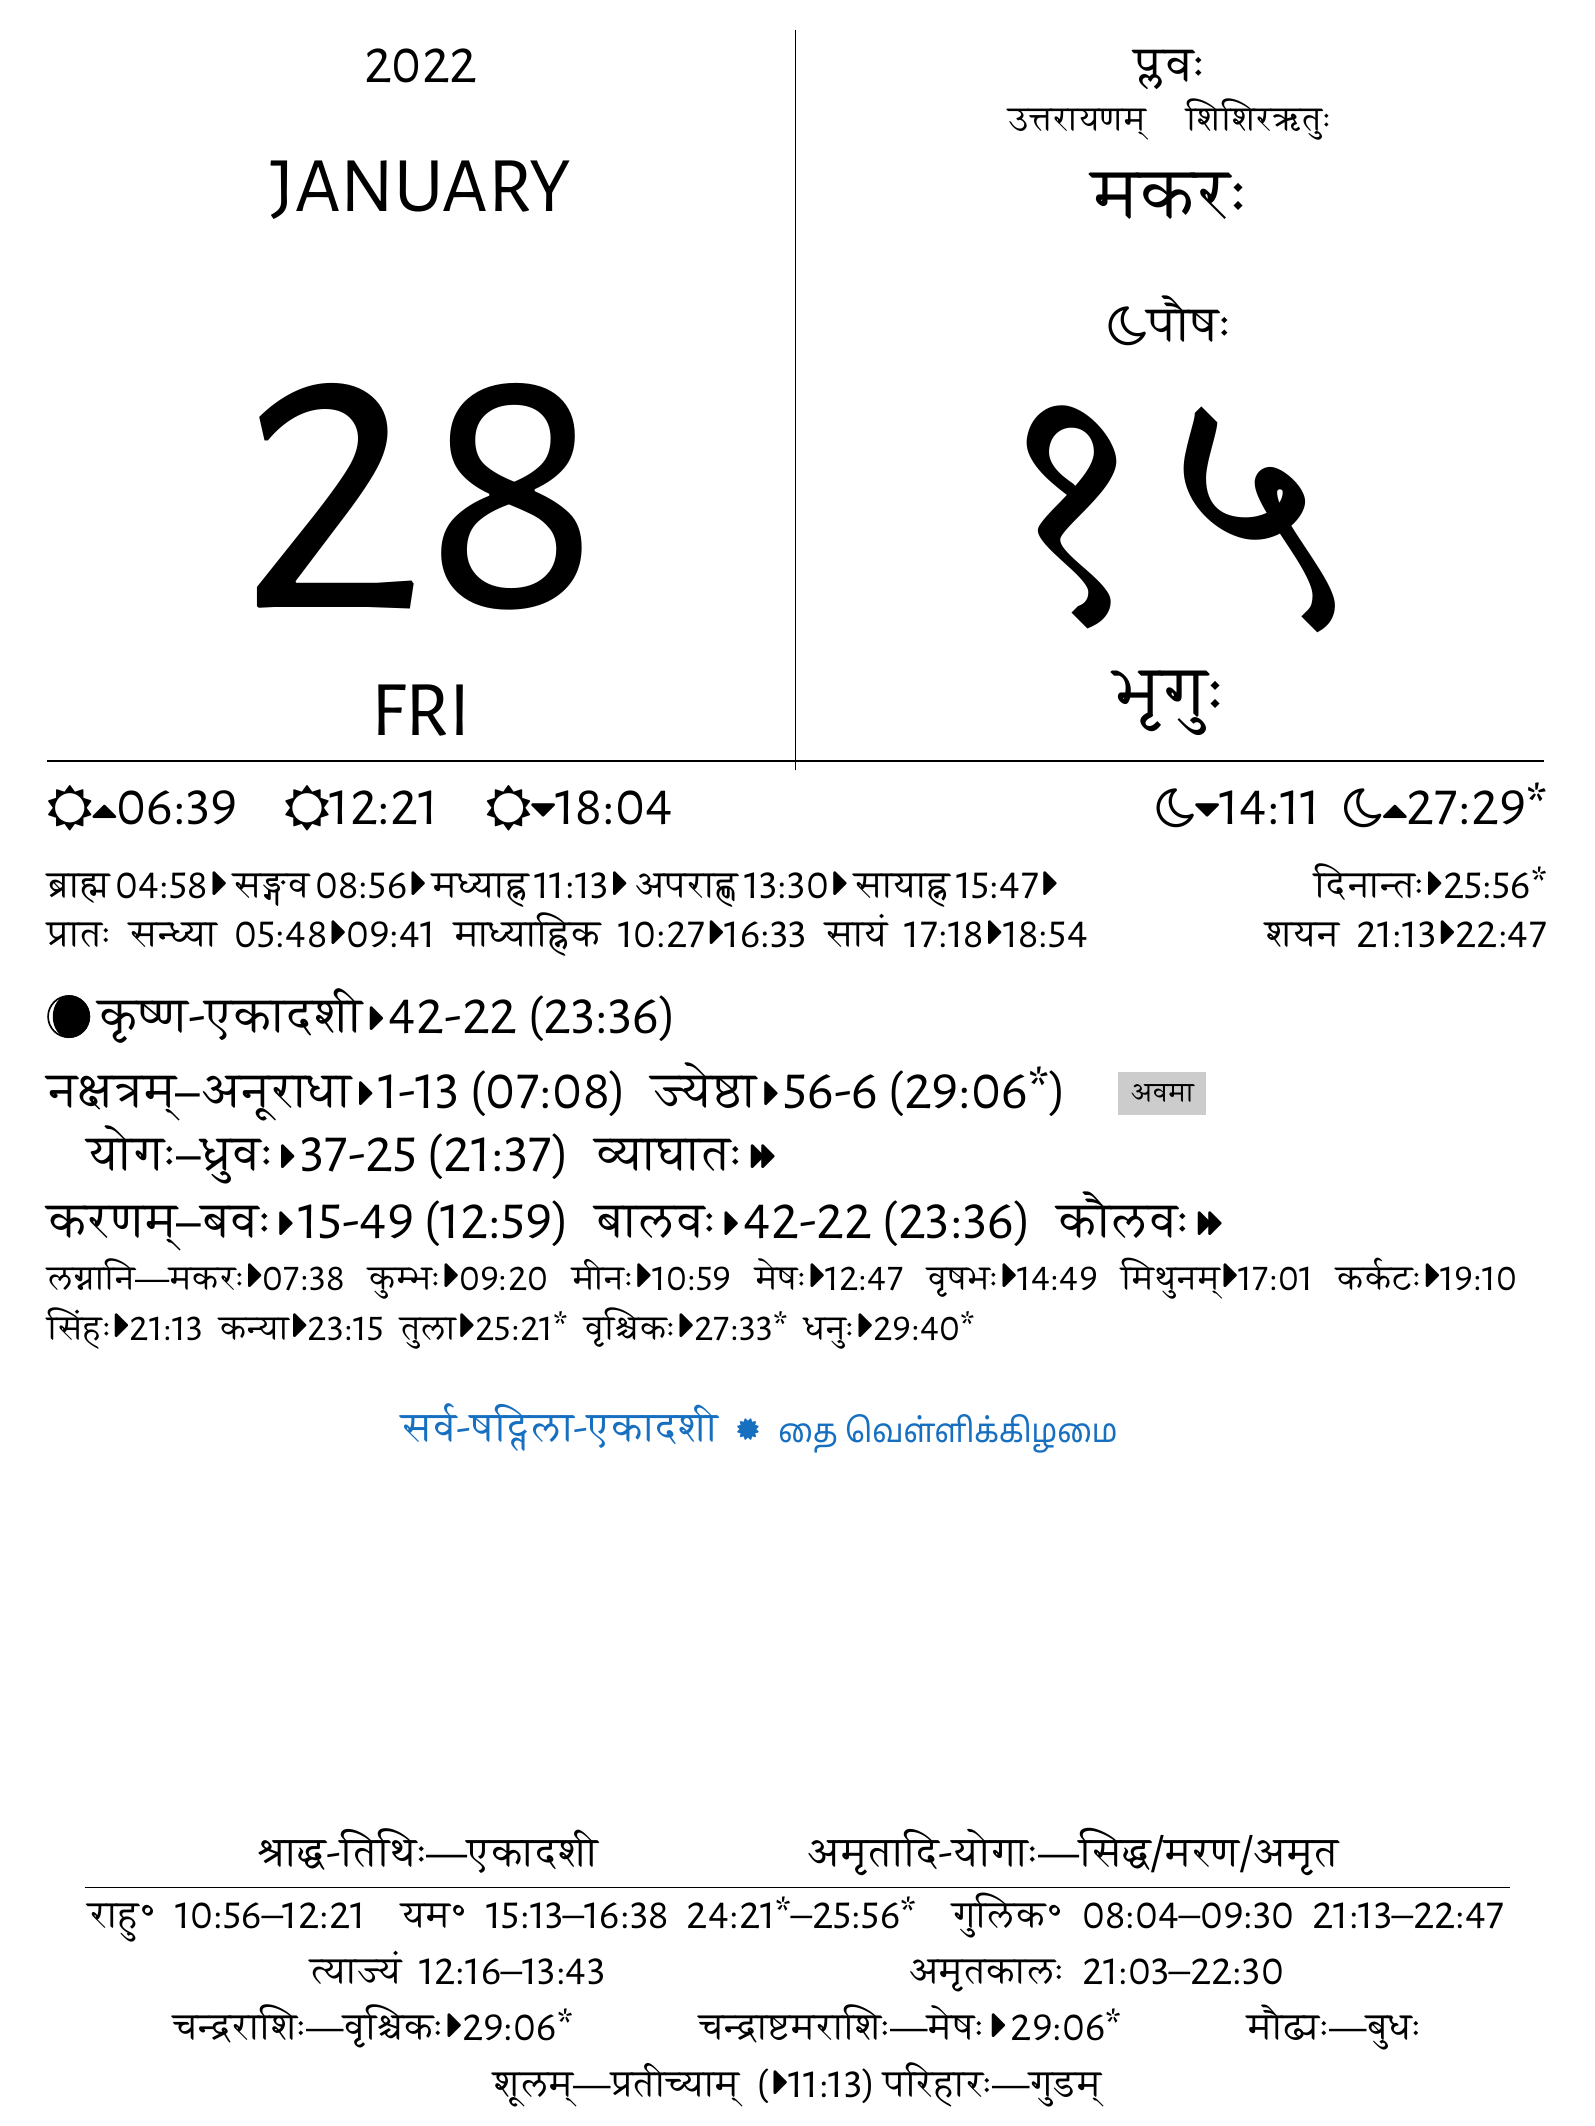 2022
JANUARY
28
FRI
प्लवः
उत्तरायणम् शिशिरऋतुः
मकरः
पौषः
१५
भृगुः
06:39 12:21 18:04 14:11 27:29*
ब्राह्म 04:58 सङ्गव 08:56 मध्याह्न 11:13 अपराह्ण 13:30 सायाह्न 15:47 दिनान्तः 25:56*
प्रातः सन्ध्या 05:48 09:41 माध्याह्निक 10:27 16:33 सायं 17:18 18:54 शयन 21:13 22:47
कृष्ण-एकादशी 42-22 (23:36)
नक्षत्रम्–अनूराधा 1-13 (07:08) ज्येष्ठा 56-6 (29:06*) अवमा
योगः–ध्रुवः 37-25 (21:37) व्याघातः
करणम्–बवः 15-49 (12:59) बालवः 42-22 (23:36) कौलवः
लग्नानि—मकरः 07:38 कुम्भः 09:20 मीनः 10:59 मेषः 12:47 वृषभः 14:49 मिथुनम् 17:01 कर्कटः 19:10
सिंहः 21:13 कन्या 23:15 तुला 25:21* वृश्चिकः 27:33* धनुः 29:40*
सर्व-षट्तिला-एकादशी தை வெள்ளிக்கிழமை
श्राद्ध-तिथिः—एकादशी अमृतादि-योगाः—सिद्ध/मरण/अमृत
राहु॰ 10:56–12:21 यम॰ 15:13–16:38 24:21*–25:56* गुलिक॰ 08:04–09:30 21:13–22:47
त्याज्यं 12:16–13:43 अमृतकालः 21:03–22:30
चन्द्रराशिः—वृश्चिकः 29:06* चन्द्राष्टमराशिः—मेषः 29:06* मौढ्यः—बुधः
शूलम्—प्रतीच्याम् ( 11:13) परिहारः—गुडम्